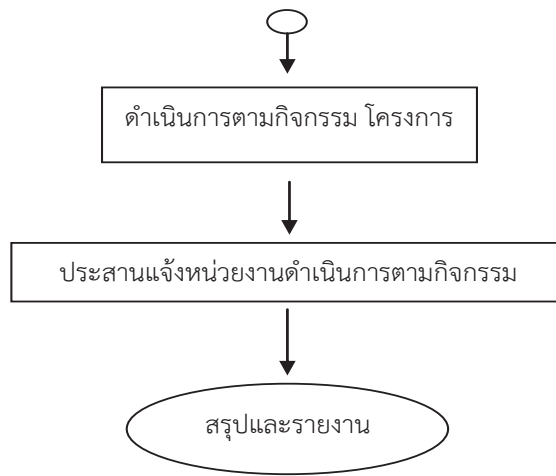 ดำเนินการตามกิจกรรม โครงการ
ประสานแจ้งหน่วยงานดำเนินการตามกิจกรรม
สรุปและรายงาน